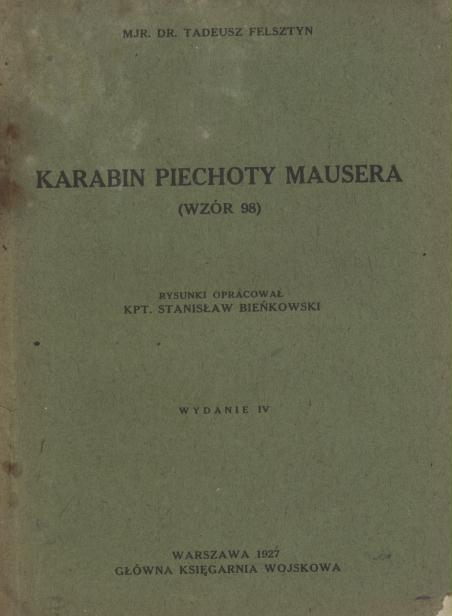 MJR. DR. TADEUSZ FELSZTYN
KARABIN PIECHOTY MAUSERA
(WZÓR 98)
RYSUNKI OPRACOWAŁ
KPT. STANISŁAW BIEŃKOWSKI
WYDANIE IV
WARSZAWA 1927
GŁÓWNA KSIĘGARNIA WOJSKOWA